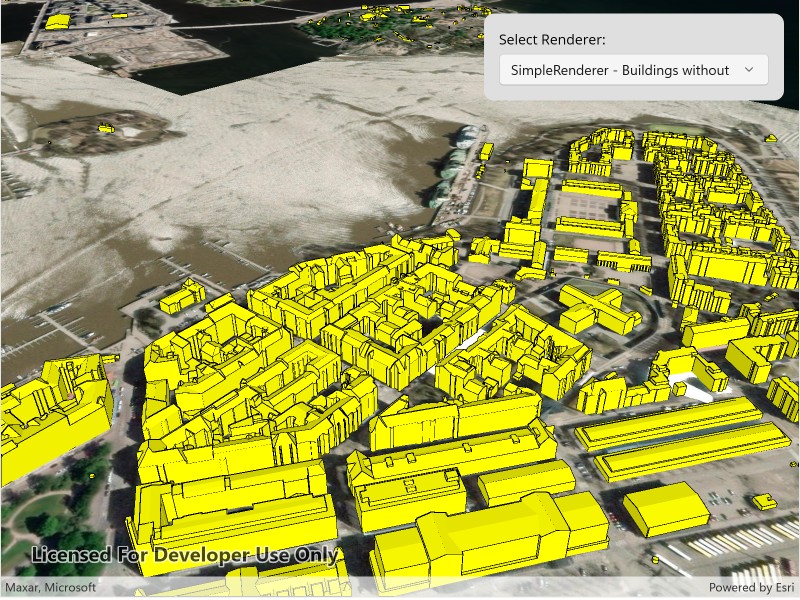 Select Renderer:
SimpleRenderer - Buildings without
Licensed For Developer Use Only
Maxar, Microsoft
Powered by Esri